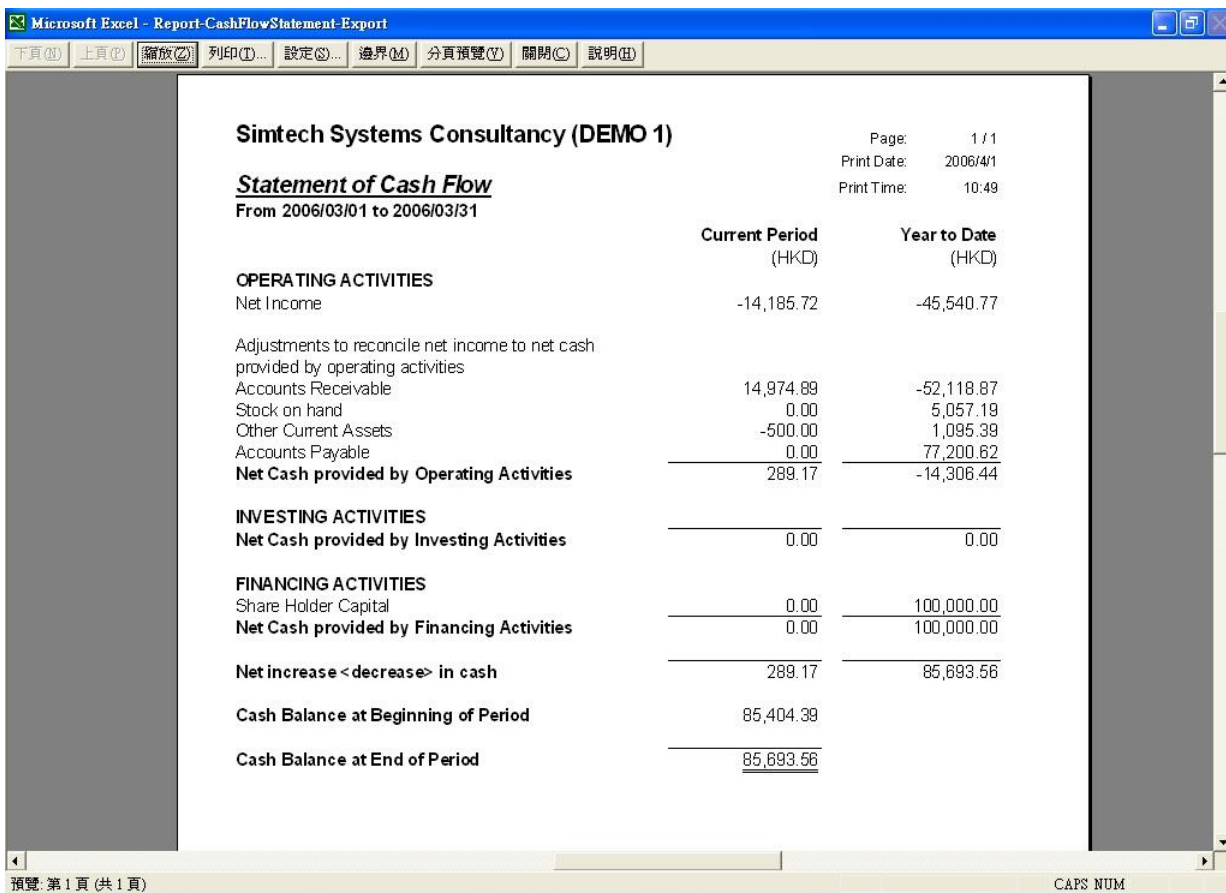 Microsoft Excel - Report-CashFlowStatement-Export
下頁(N) 上頁(P) 縮放(Z) 列印(T)... 設定(S)... 邊界(M) 分頁預覽(V) 關閉(C) 說明(H)
Simtech Systems Consultancy (DEMO 1)
Page: 1 / 1
Print Date: 2006/4/1
Statement of Cash Flow
Print Time: 10:49
From 2006/03/01 to 2006/03/31
Current Period Year to Date
(HKD) (HKD)
OPERATING ACTIVITIES
Net Income -14,185.72 -45,540.77
Adjustments to reconcile net income to net cash
provided by operating activities
Accounts Receivable 14,974.89 -52,118.87
Stock on hand 0.00 5,057.19
Other Current Assets -500.00 1,095.39
Accounts Payable 0.00 77,200.62
Net Cash provided by Operating Activities 289.17 -14,306.44
INVESTING ACTIVITIES
Net Cash provided by Investing Activities 0.00 0.00
FINANCING ACTIVITIES
Share Holder Capital 0.00 100,000.00
Net Cash provided by Financing Activities 0.00 100,000.00
Net increase <decrease> in cash 289.17 85,693.56
Cash Balance at Beginning of Period 85,404.39
Cash Balance at End of Period 85,693.56
預覽: 第 1 頁 (共 1 頁) CAPS NUM